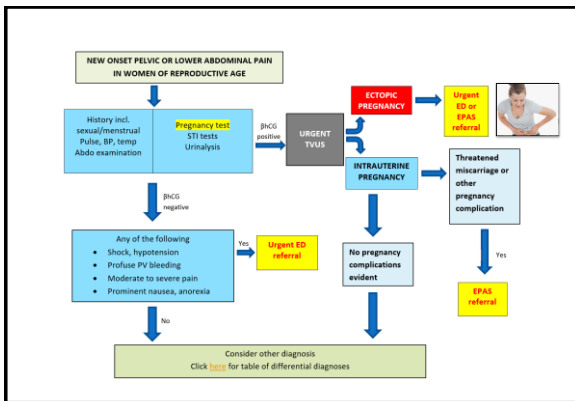 NEW ONSET PELVIC OR LOWER ABDOMINAL PAIN
IN WOMEN OF REPRODUCTIVE AGE
History incl.
sexual/menstrual
Pulse, BP, temp
Abdo examination
Pregnancy test
STI tests
Urinalysis
βhCG
positive
URGENT
TVUS
ECTOPIC
PREGNANCY
Urgent
ED or
EPAS
referral
INTRAUTERINE
PREGNANCY
Threatened
miscarriage or
other
pregnancy
complication
βhCG
negative
Any of the following
• Shock, hypotension
• Profuse PV bleeding
• Moderate to severe pain
• Prominent nausea, anorexia
Yes
Urgent ED
referral
No pregnancy
complications
evident
Yes
EPAS
referral
No
Consider other diagnosis
Click here for table of differential diagnoses